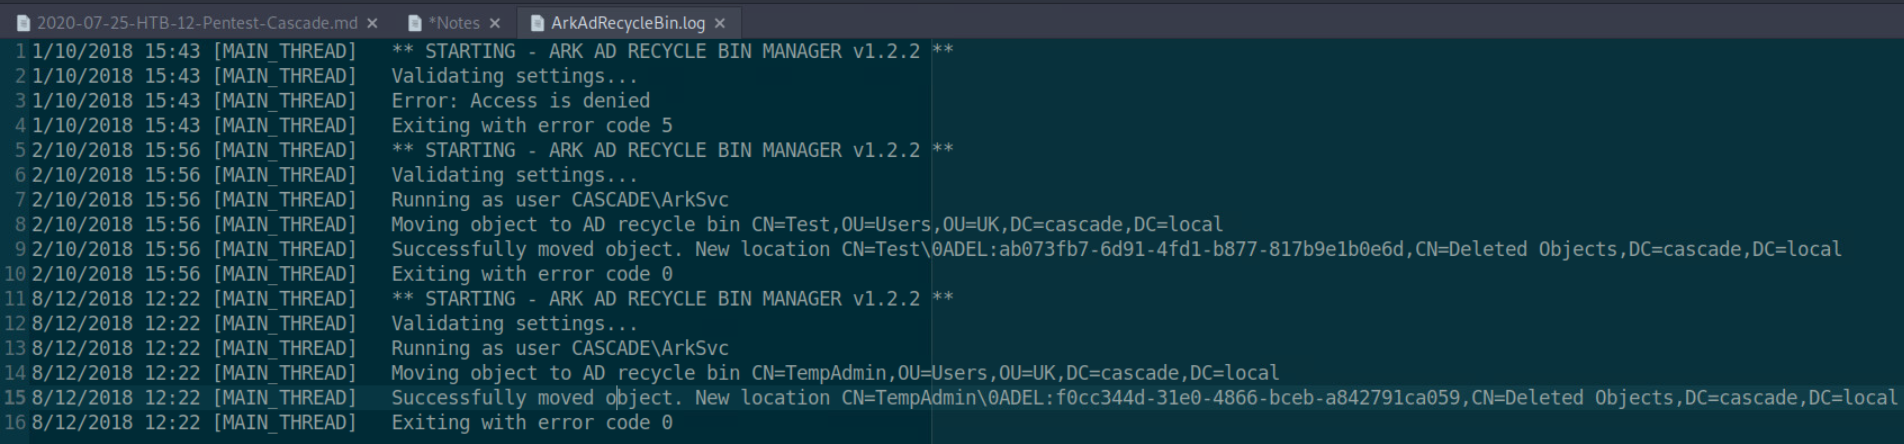 2020-07-25-HTB-12-Pentest-Cascade.md × *Notes × ArkAdRecycleBin.log ×
1 1/10/2018 15:43 [MAIN_THREAD] ** STARTING - ARK AD RECYCLE BIN MANAGER v1.2.2 **
2 1/10/2018 15:43 [MAIN_THREAD] Validating settings...
3 1/10/2018 15:43 [MAIN_THREAD] Error: Access is denied
4 1/10/2018 15:43 [MAIN_THREAD] Exiting with error code 5
5 2/10/2018 15:56 [MAIN_THREAD] ** STARTING - ARK AD RECYCLE BIN MANAGER v1.2.2 **
6 2/10/2018 15:56 [MAIN_THREAD] Validating settings...
7 2/10/2018 15:56 [MAIN_THREAD] Running as user CASCADE\ArkSvc
8 2/10/2018 15:56 [MAIN_THREAD] Moving object to AD recycle bin CN=Test,OU=Users,OU=UK,DC=cascade,DC=local
9 2/10/2018 15:56 [MAIN_THREAD] Successfully moved object. New location CN=Test\0ADEL:ab073fb7-6d91-4fd1-b877-817b9e1b0e6d,CN=Deleted Objects,DC=cascade,DC=local
10 2/10/2018 15:56 [MAIN_THREAD] Exiting with error code 0
11 8/12/2018 12:22 [MAIN_THREAD] ** STARTING - ARK AD RECYCLE BIN MANAGER v1.2.2 **
12 8/12/2018 12:22 [MAIN_THREAD] Validating settings...
13 8/12/2018 12:22 [MAIN_THREAD] Running as user CASCADE\ArkSvc
14 8/12/2018 12:22 [MAIN_THREAD] Moving object to AD recycle bin CN=TempAdmin,OU=Users,OU=UK,DC=cascade,DC=local
15 8/12/2018 12:22 [MAIN_THREAD] Successfully moved object. New location CN=TempAdmin\0ADEL:f0cc344d-31e0-4866-bceb-a842791ca059,CN=Deleted Objects,DC=cascade,DC=local
16 8/12/2018 12:22 [MAIN_THREAD] Exiting with error code 0